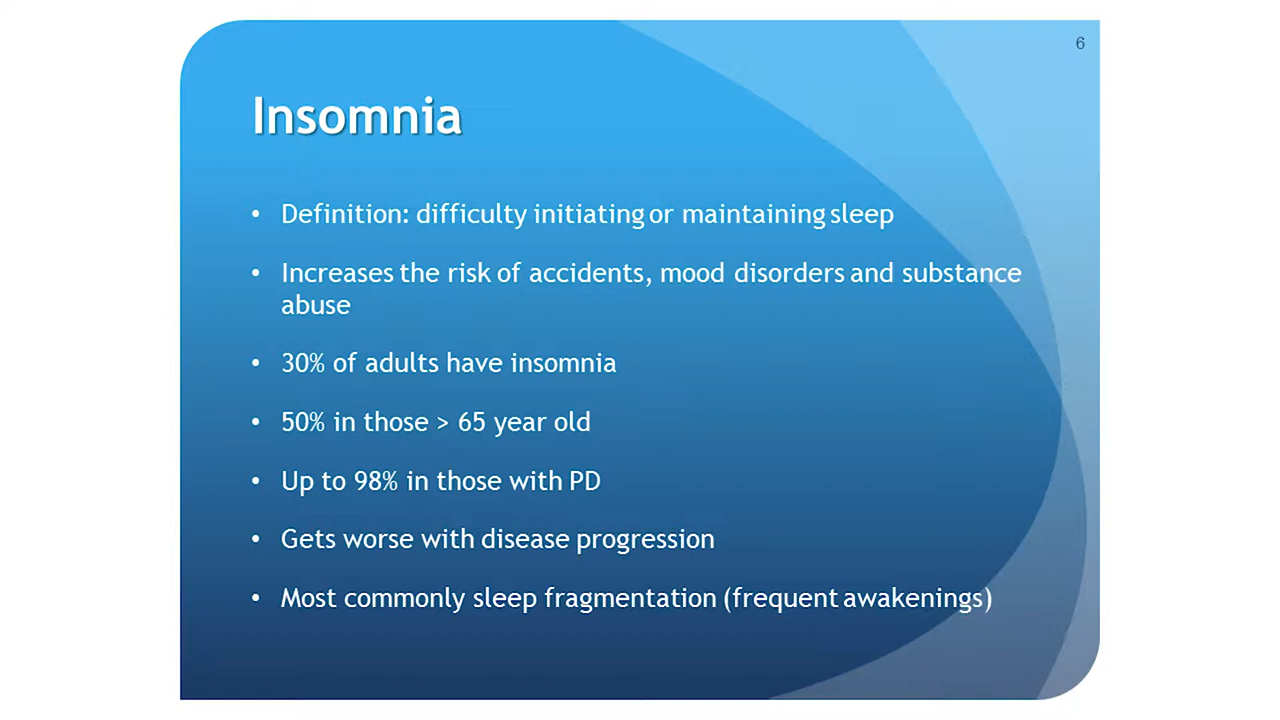 6
Insomnia
• Definition: difficulty initiating or maintaining sleep
• Increases the risk of accidents, mood disorders and substance
abuse
• 30% of adults have insomnia
• 50% in those > 65 year old
• Up to 98% in those with PD
• Gets worse with disease progression
• Most commonly sleep fragmentation (frequent awakenings)